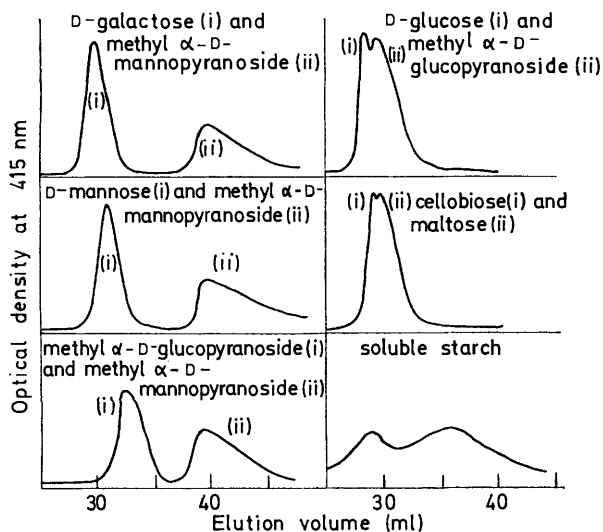 D-galactose (i) and
methyl α-D-
mannopyranoside (ii)
(i)
(ii)
D-glucose (i) and
methyl α-D-
glucopyranoside (ii)
(i)
(ii)
D-mannose (i) and methyl α-D-
mannopyranoside (ii)
(i)
(ii)
(i) (ii) cellobiose (i) and
maltose (ii)
methyl α-D-glucopyranoside (i)
and methyl α-D-
mannopyranoside (ii)
(i)
(ii)
soluble starch
Optical density at 415 nm
30 40 30 40
Elution volume (ml)